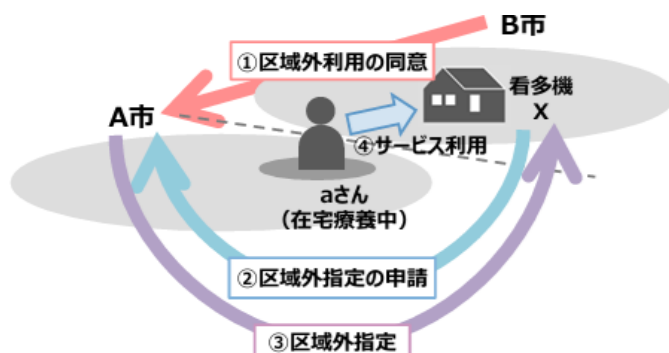 B市
①区域外利用の同意
A市
看多機
X
④サービス利用
aさん
（在宅療養中）
②区域外指定の申請
③区域外指定